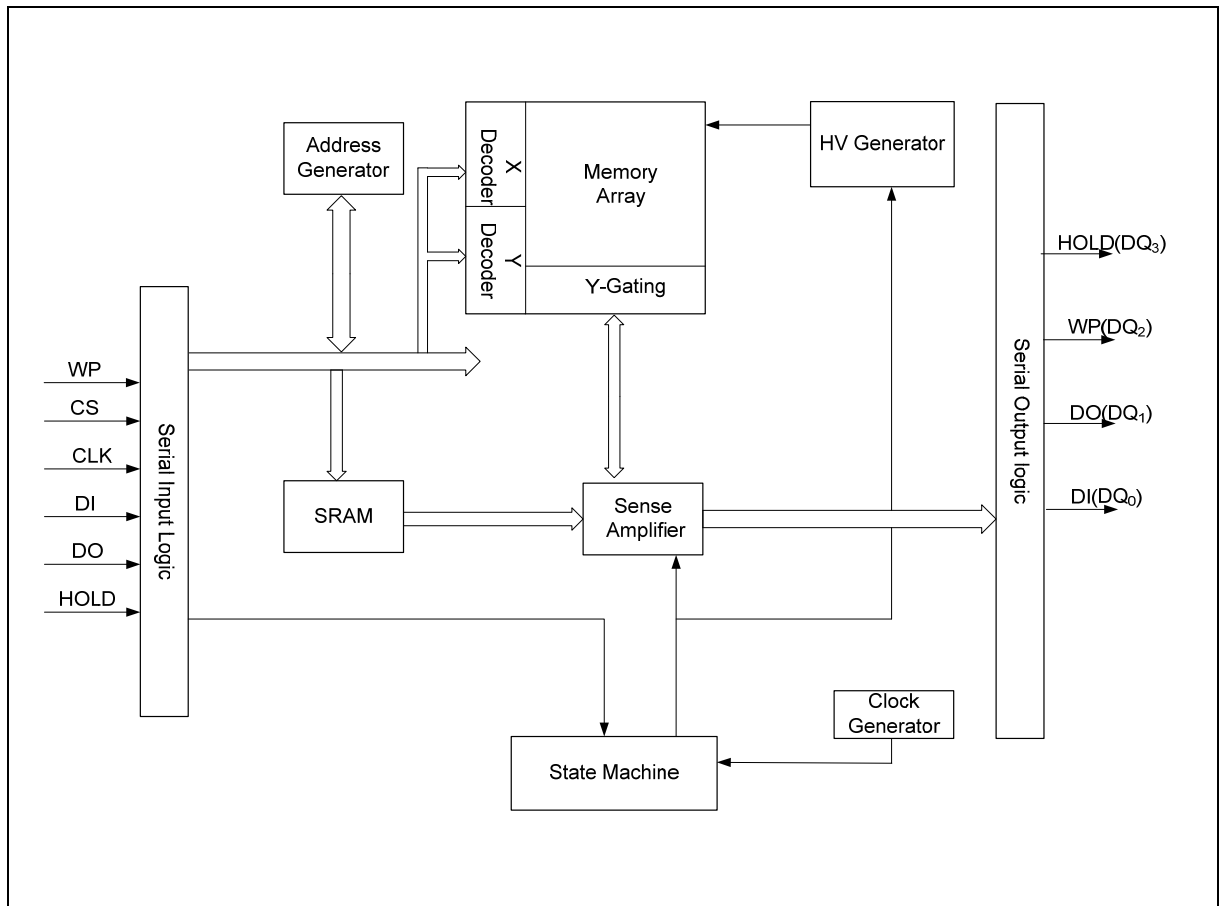 Address
Generator
X
Decoder
Y
Decoder
Memory
Array
Y-Gating
HV Generator
WP
CS
CLK
DI
DO
HOLD
Serial Input Logic
SRAM
Sense
Amplifier
Serial Output logic
HOLD(DQ₃)
WP(DQ₂)
DO(DQ₁)
DI(DQ₀)
State Machine
Clock
Generator